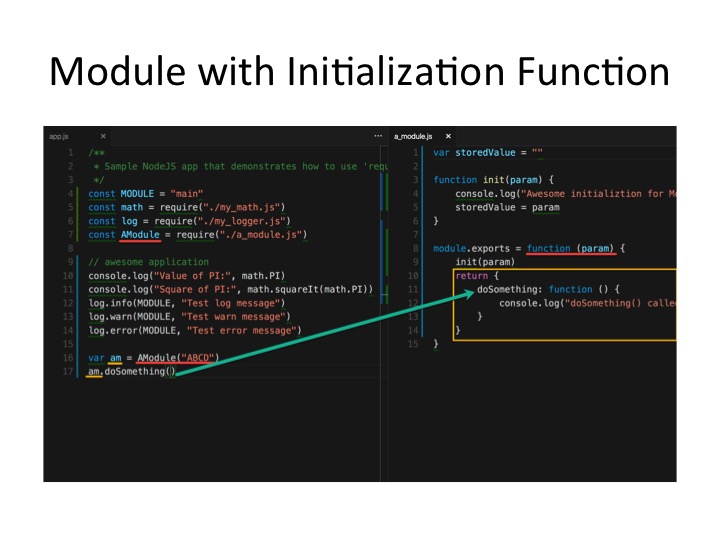 Module with Initialization Function
app.js ×
1 /**
2 * Sample NodeJS app that demonstrates how to use
3 */
4 const MODULE = "main"
5 const math = require("./my_math.js")
6 const log = require("./my_logger.js")
7 const AModule = require("./a_module.js")
8
9 // awesome application
10 console.log("Value of PI:", math.PI)
11 console.log("Square of PI:", math.squareIt(math.PI))
12 log.info(MODULE, "Test log message")
13 log.warn(MODULE, "Test warn message")
14 log.error(MODULE, "Test error message")
15
16 var am = AModule("ABCD")
17 am.doSomething()
··· a_module.js ×
1 var storedValue = ""
2
3 function init(param) {
4 console.log("Awesome initializtion for
5 storedValue = param
6 }
7
8 module.exports = function (param) {
9 init(param)
10 return {
11 doSomething: function () {
12 console.log("doSomething()
13 }
14 }
15 }